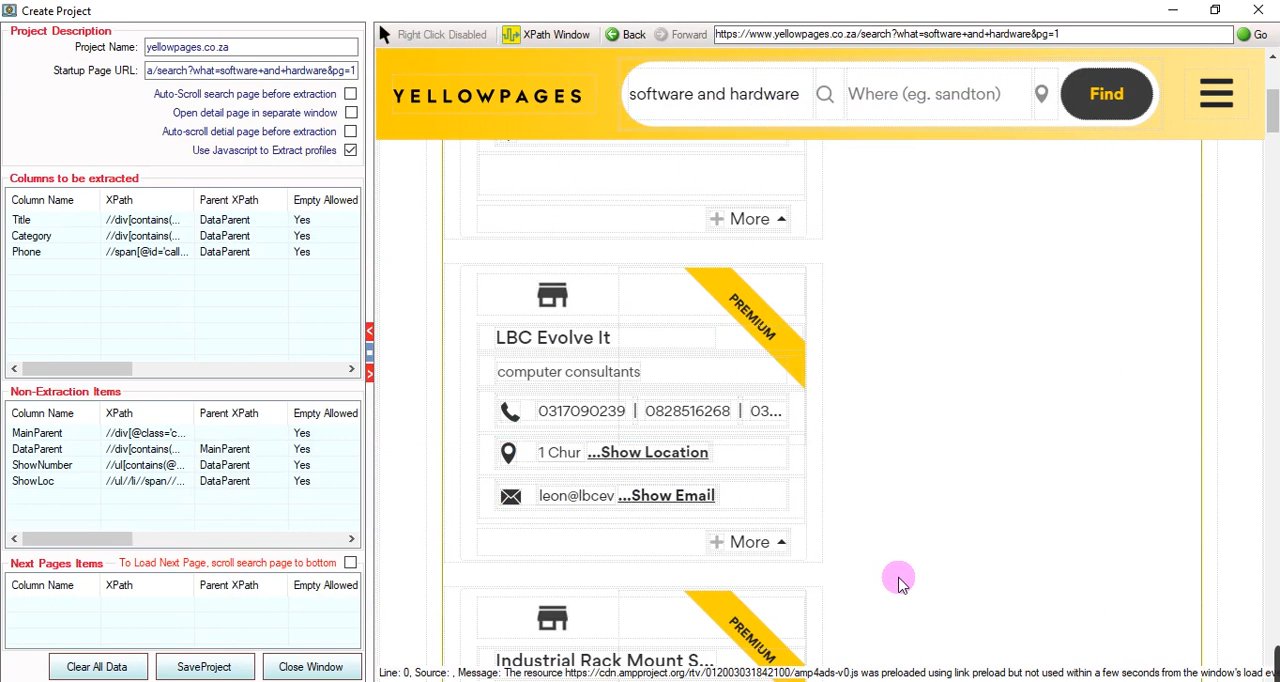 Create Project
Project Description
Project Name: yellowpages.co.za
Startup Page URL: a/search?what=software+and+hardware&pg=1
Auto-Scroll search page before extraction
Open detail page in separate window
Auto-scroll detial page before extraction
Use Javascript to Extract profiles
Columns to be extracted
Column Name XPath Parent XPath Empty Allowed
Title //div[contains(... DataParent Yes
Category //div[contains(... DataParent Yes
Phone //span[@id='call... DataParent Yes
Non-Extraction Items
Column Name XPath Parent XPath Empty Allowed
MainParent //div[@class='c... Yes
DataParent //div[contains(... MainParent Yes
ShowNumber //ul[contains(@... DataParent Yes
ShowLoc //ul//li//span//... DataParent Yes
Next Pages Items To Load Next Page, scroll search page to bottom
Column Name XPath Parent XPath Empty Allowed
Clear All Data SaveProject Close Window
Right Click Disabled XPath Window Back Forward https://www.yellowpages.co.za/search?what=software+and+hardware&pg=1 Go
YELLOWPAGES software and hardware Where (eg. sandton) Find
+ More
PREMIUM
LBC Evolve It
computer consultants
0317090239 | 0828516268 | 03...
1 Chur ...Show Location
leon@lbcev ...Show Email
+ More
PREMIUM
Industrial Rack Mount S...
Line: 0, Source: , Message: The resource https://cdn.ampproject.org/rtv/012003031842100/amp4ads-v0.js was preloaded using link preload but not used within a few seconds from the window's load ev